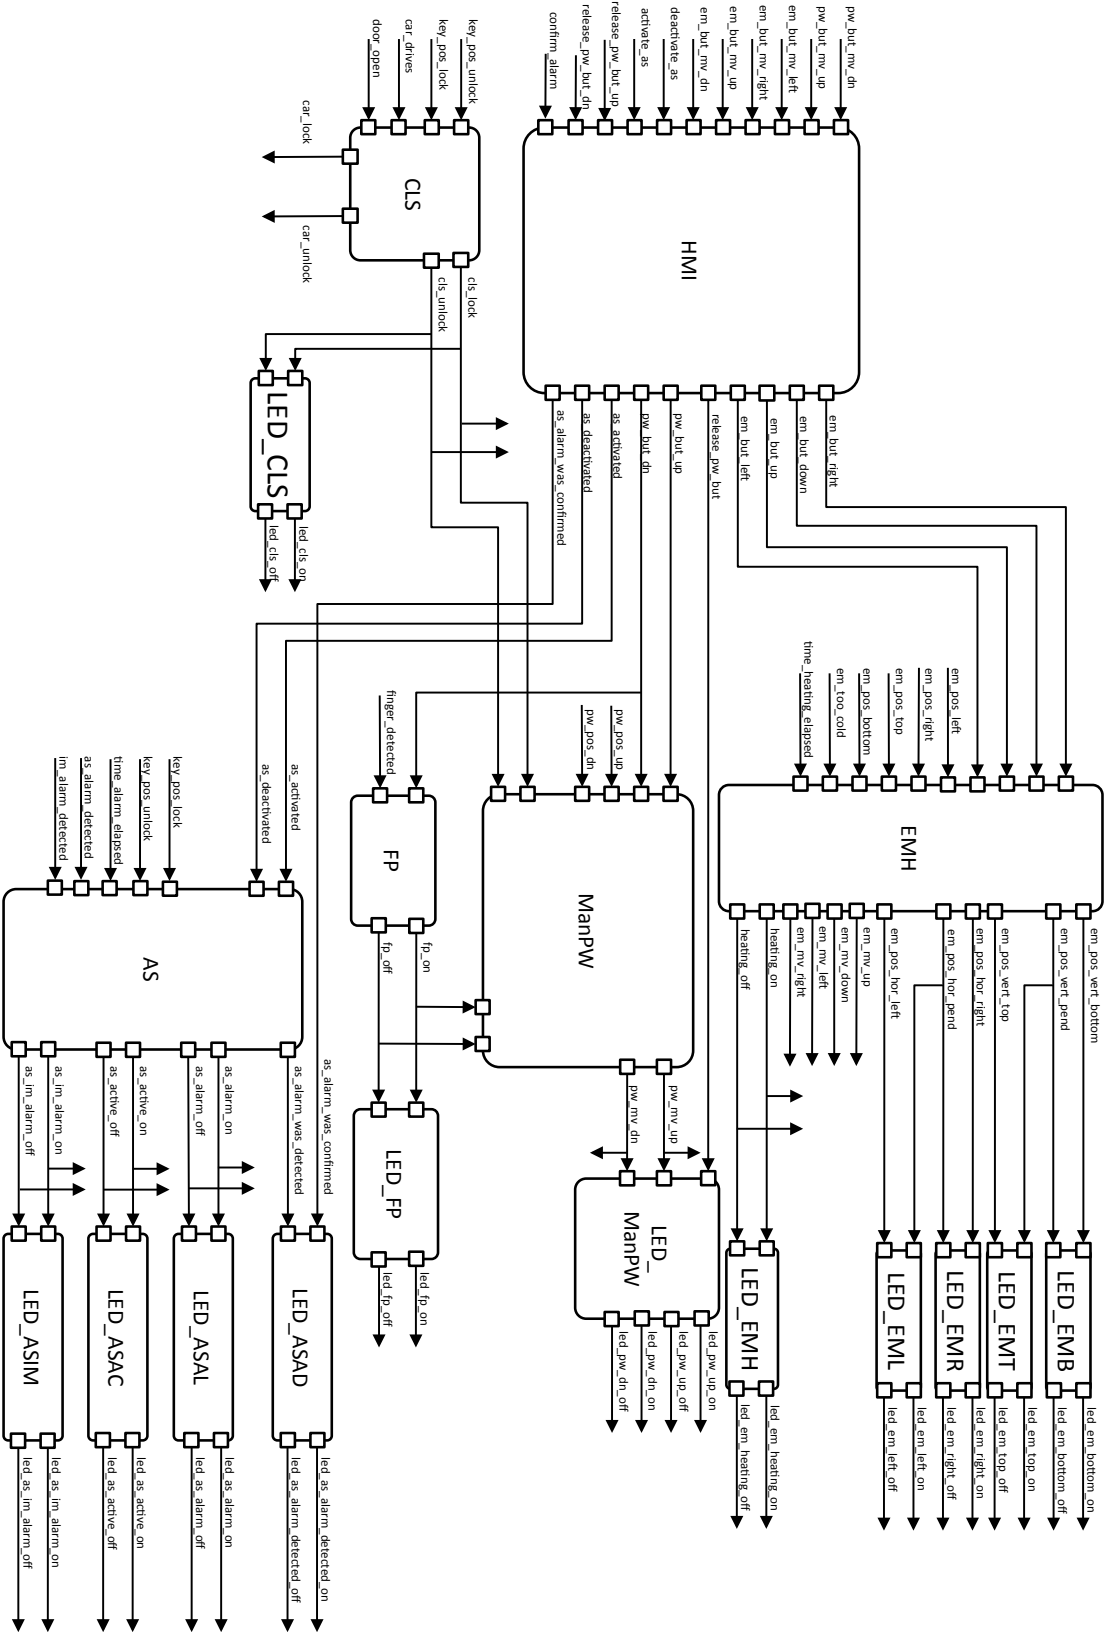 pw_but_mv_dn
pw_but_mv_up
em_but_mv_left
em_but_mv_right
em_but_mv_up
em_but_mv_dn
deactivate_as
activate_as
release_pw_but_up
release_pw_but_dn
confirm_alarm
HMI
em_but_right
em_but_down
em_but_up
em_but_left
release_pw_but
pw_but_up
pw_but_dn
as_activated
as_deactivated
as_alarm_was_confirmed
key_pos_unlock
key_pos_lock
car_drives
door_open
CLS
car_lock
car_unlock
cls_lock
cls_unlock
LED_CLS
led_cls_on
led_cls_off
em_pos_left
em_pos_right
em_pos_top
em_pos_bottom
em_too_cold
time_heating_elapsed
EMH
em_pos_vert_bottom
em_pos_vert_pend
em_pos_vert_top
em_pos_hor_right
em_pos_hor_pend
em_pos_hor_left
em_mv_up
em_mv_down
em_mv_left
em_mv_right
heating_on
heating_off
LED_EMB
LED_EMT
LED_EMR
LED_EML
LED_EMH
led_em_bottom_on
led_em_bottom_off
led_em_top_on
led_em_top_off
led_em_right_on
led_em_right_off
led_em_left_on
led_em_left_off
led_em_heating_on
led_em_heating_off
pw_pos_up
pw_pos_dn
ManPW
pw_mv_up
pw_mv_dn
LED_
ManPW
led_pw_up_on
led_pw_up_off
led_pw_dn_on
led_pw_dn_off
finger_detected
FP
fp_on
fp_off
LED_FP
led_fp_on
led_fp_off
as_activated
as_deactivated
key_pos_lock
key_pos_unlock
time_alarm_elapsed
as_alarm_detected
im_alarm_detected
AS
as_alarm_was_confirmed
as_alarm_was_detected
as_alarm_on
as_alarm_off
as_active_on
as_active_off
as_im_alarm_on
as_im_alarm_off
LED_ASAD
LED_ASAL
LED_ASAC
LED_ASIM
led_as_alarm_detected_on
led_as_alarm_detected_off
led_as_alarm_on
led_as_alarm_off
led_as_active_on
led_as_active_off
led_as_im_alarm_on
led_as_im_alarm_off